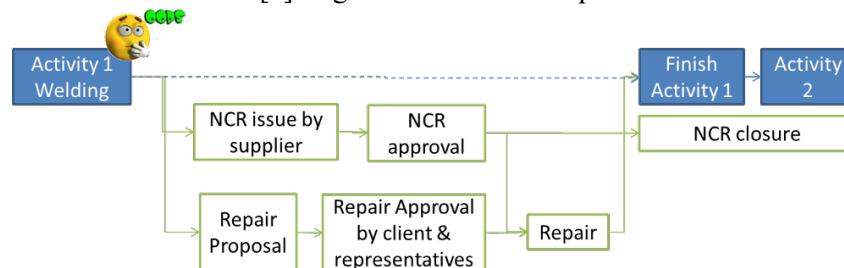 OOPS
Activity 1
Welding
Finish
Activity 1
Activity
2
NCR issue by
supplier
NCR
approval
NCR closure
Repair
Proposal
Repair Approval
by client &
representatives
Repair